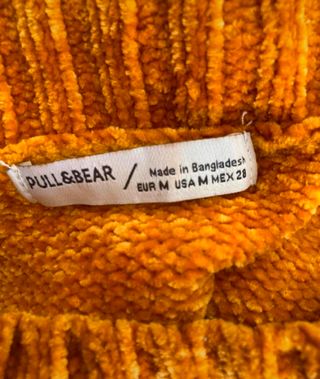 PULL&BEAR /
Made in Bangladesh
EUR M USA M MEX 28